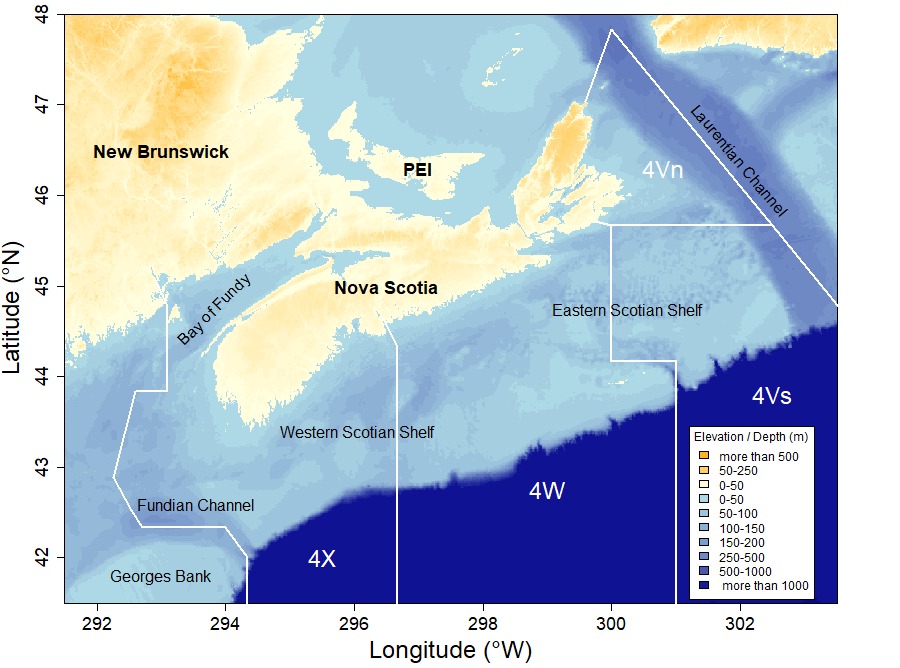 48
47
46
45
44
43
42
Latitude (°N)
New Brunswick
PEI
4Vn
Laurentian Channel
Nova Scotia
Bay of Fundy
Eastern Scotian Shelf
4Vs
Western Scotian Shelf
4W
Fundian Channel
4X
Georges Bank
Elevation / Depth (m)
more than 500
50-250
0-50
0-50
50-100
100-150
150-200
250-500
500-1000
more than 1000
292 294 296 298 300 302
Longitude (°W)